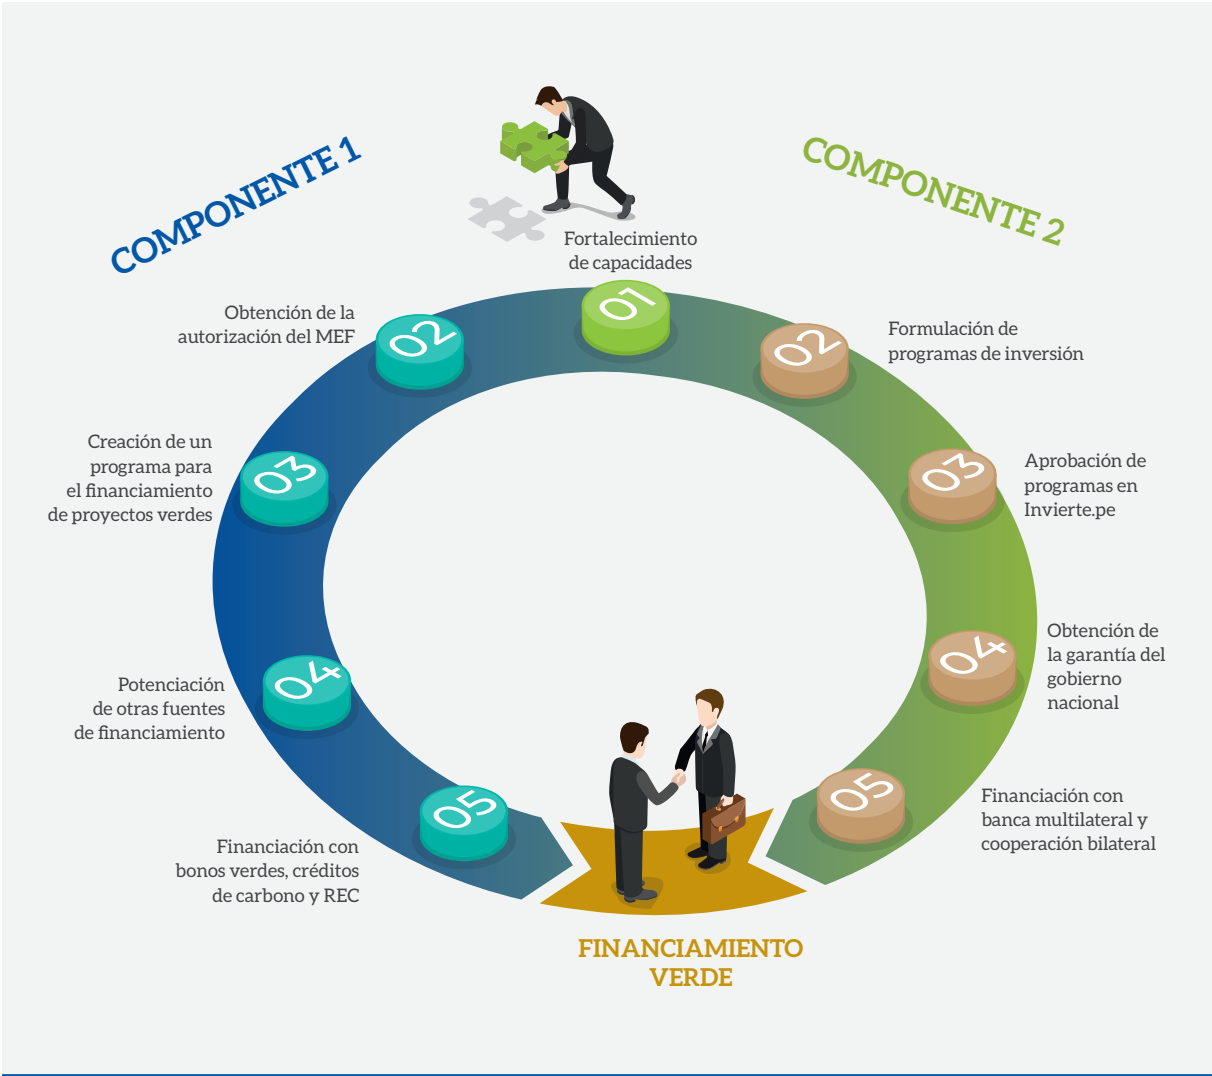 COMPONENTE 1
COMPONENTE 2
Fortalecimiento
de capacidades
01
Obtención de la
autorización del MEF
02
Creación de un
programa para
el financiamiento
de proyectos verdes
03
Potenciación
de otras fuentes
de financiamiento
04
Financiación con
bonos verdes, créditos
de carbono y REC
05
02
Formulación de
programas de inversión
03
Aprobación de
programas en
Invierte.pe
04
Obtención de
la garantía del
gobierno
nacional
05
Financiación con
banca multilateral y
cooperación bilateral
FINANCIAMIENTO
VERDE